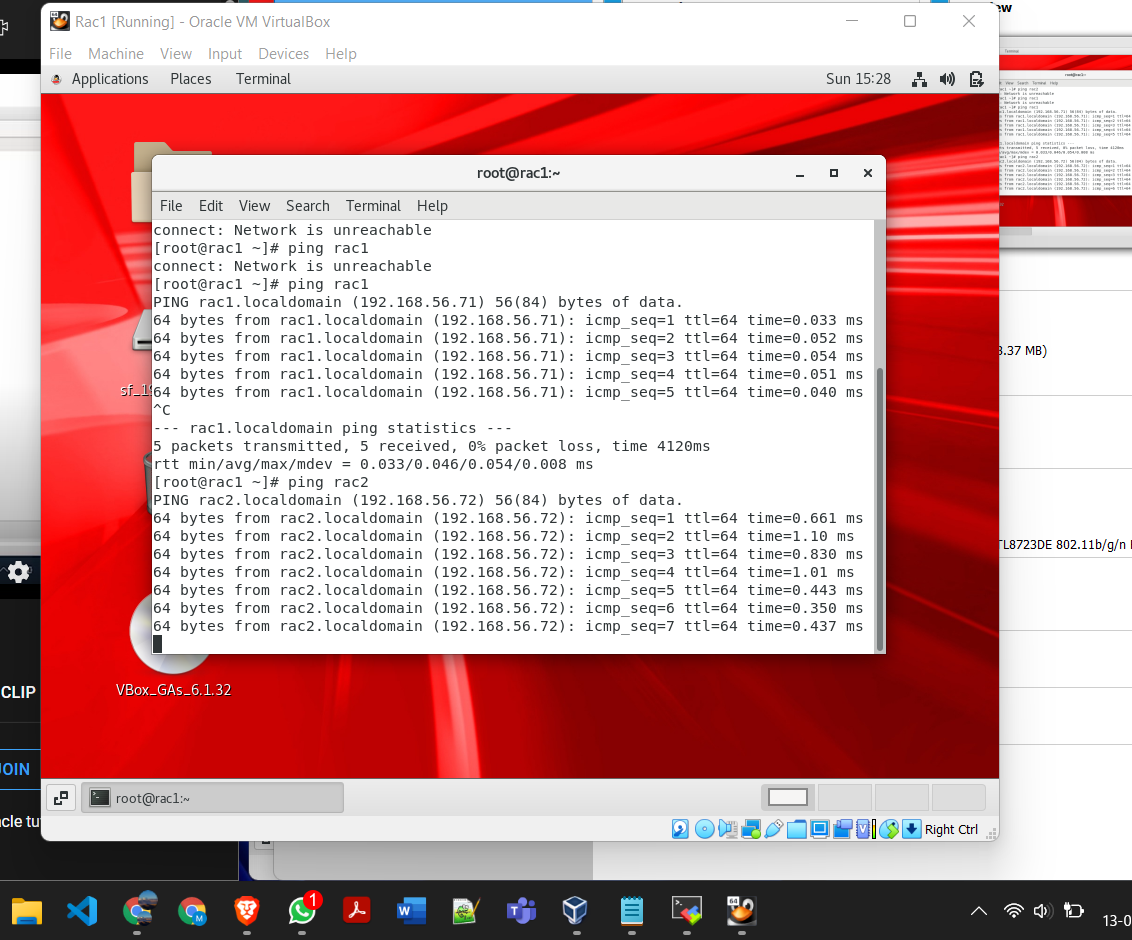 Rac1 [Running] - Oracle VM VirtualBox
File Machine View Input Devices Help
Applications Places Terminal Sun 15:28
root@rac1:~
File Edit View Search Terminal Help
connect: Network is unreachable
[root@rac1 ~]# ping rac1
connect: Network is unreachable
[root@rac1 ~]# ping rac1
PING rac1.localdomain (192.168.56.71) 56(84) bytes of data.
64 bytes from rac1.localdomain (192.168.56.71): icmp_seq=1 ttl=64 time=0.033 ms
64 bytes from rac1.localdomain (192.168.56.71): icmp_seq=2 ttl=64 time=0.052 ms
64 bytes from rac1.localdomain (192.168.56.71): icmp_seq=3 ttl=64 time=0.054 ms
64 bytes from rac1.localdomain (192.168.56.71): icmp_seq=4 ttl=64 time=0.051 ms
64 bytes from rac1.localdomain (192.168.56.71): icmp_seq=5 ttl=64 time=0.040 ms
^C
--- rac1.localdomain ping statistics ---
5 packets transmitted, 5 received, 0% packet loss, time 4120ms
rtt min/avg/max/mdev = 0.033/0.046/0.054/0.008 ms
[root@rac1 ~]# ping rac2
PING rac2.localdomain (192.168.56.72) 56(84) bytes of data.
64 bytes from rac2.localdomain (192.168.56.72): icmp_seq=1 ttl=64 time=0.661 ms
64 bytes from rac2.localdomain (192.168.56.72): icmp_seq=2 ttl=64 time=1.10 ms
64 bytes from rac2.localdomain (192.168.56.72): icmp_seq=3 ttl=64 time=0.830 ms
64 bytes from rac2.localdomain (192.168.56.72): icmp_seq=4 ttl=64 time=1.01 ms
64 bytes from rac2.localdomain (192.168.56.72): icmp_seq=5 ttl=64 time=0.443 ms
64 bytes from rac2.localdomain (192.168.56.72): icmp_seq=6 ttl=64 time=0.350 ms
64 bytes from rac2.localdomain (192.168.56.72): icmp_seq=7 ttl=64 time=0.437 ms
VBox_GAs_6.1.32
root@rac1:~
Right Ctrl
3.37 MB)
TL8723DE 802.11b/g/n
CLIP
JOIN
1
13-0